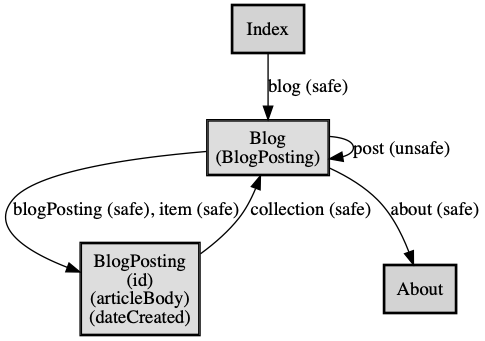 Index
blog (safe)
Blog
(BlogPosting)
post (unsafe)
blogPosting (safe), item (safe)
collection (safe)
about (safe)
BlogPosting
(id)
(articleBody)
(dateCreated)
About